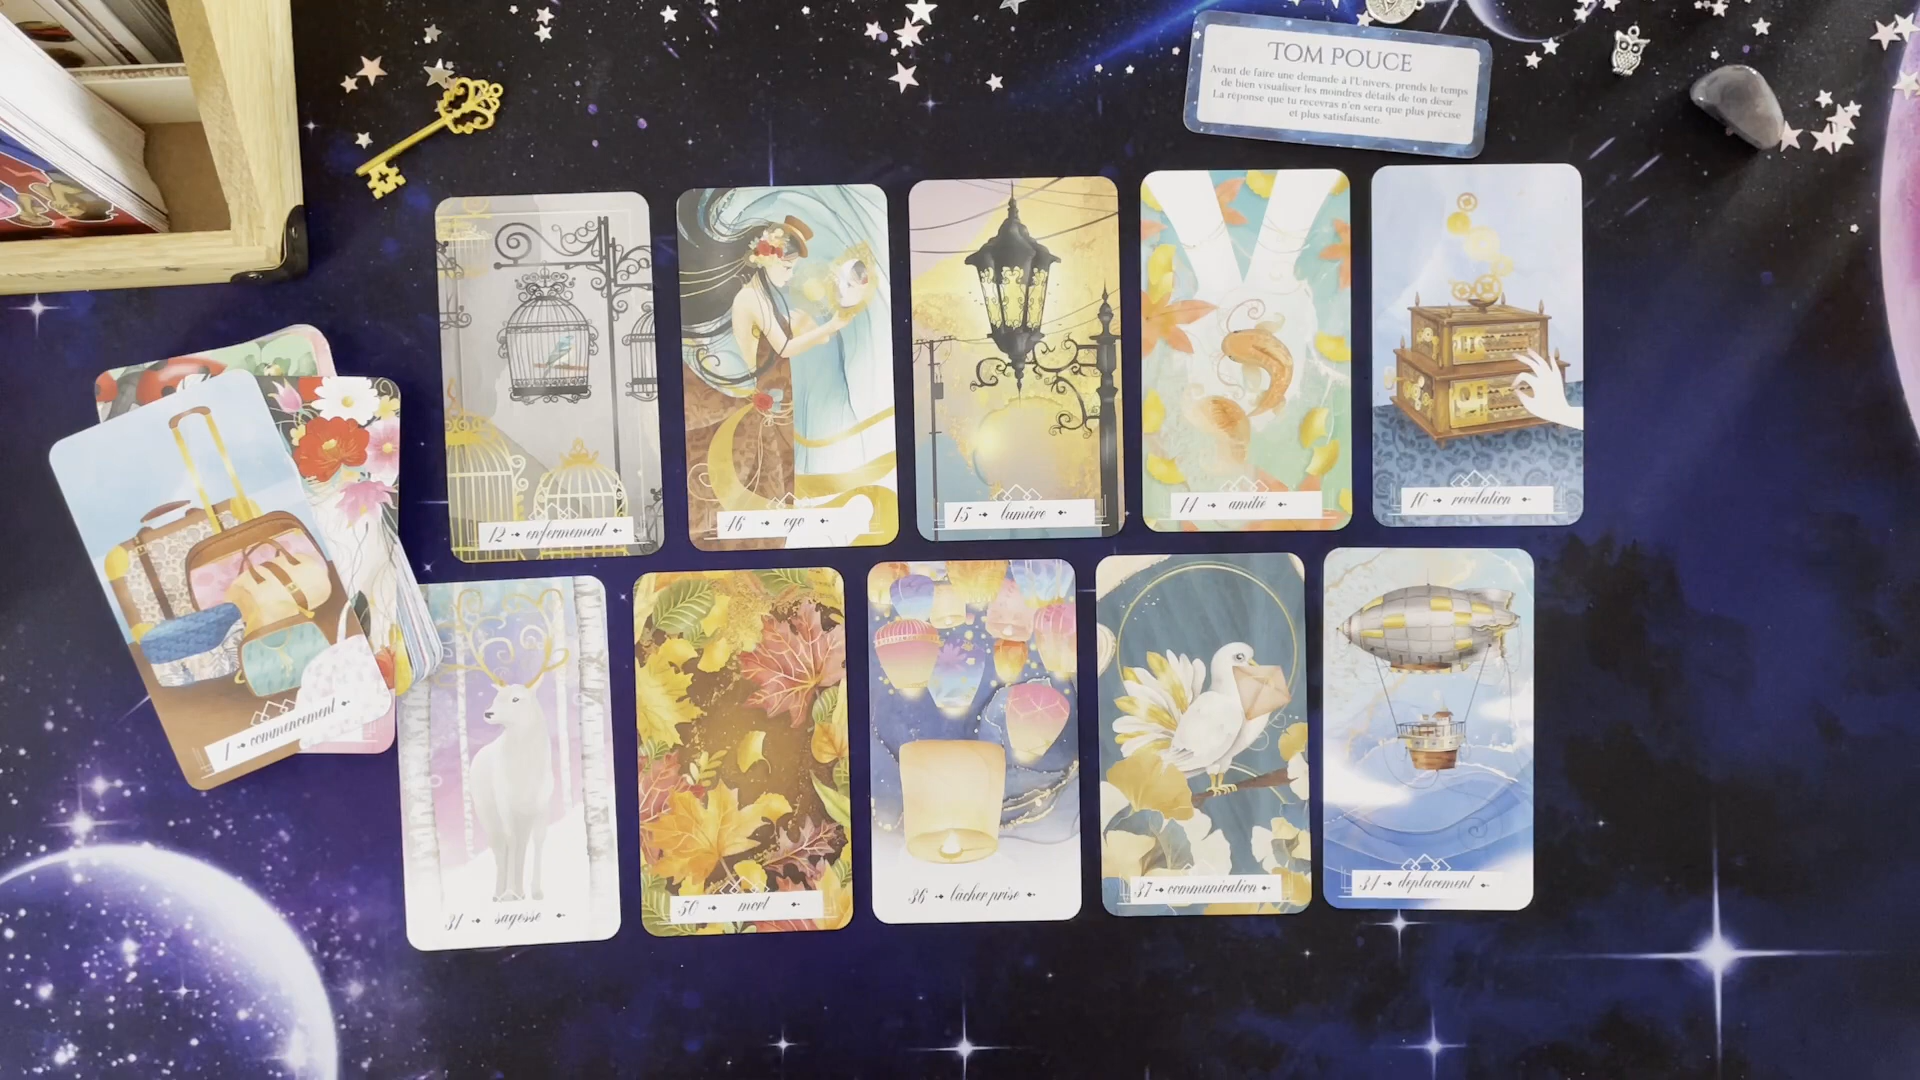 TOM POUCE
Avant de faire une demande à l'Univers, prends le temps
de bien visualiser les moindres détails de ton désir.
La réponse que tu recevras n'en sera que plus précise
et plus satisfaisante.
12 enfermement
16 ego
15 lumière
11 amitié
10 révélation
1 commencement
31 sagesse
50 mort
36 lâcher prise
37 communication
déplacement